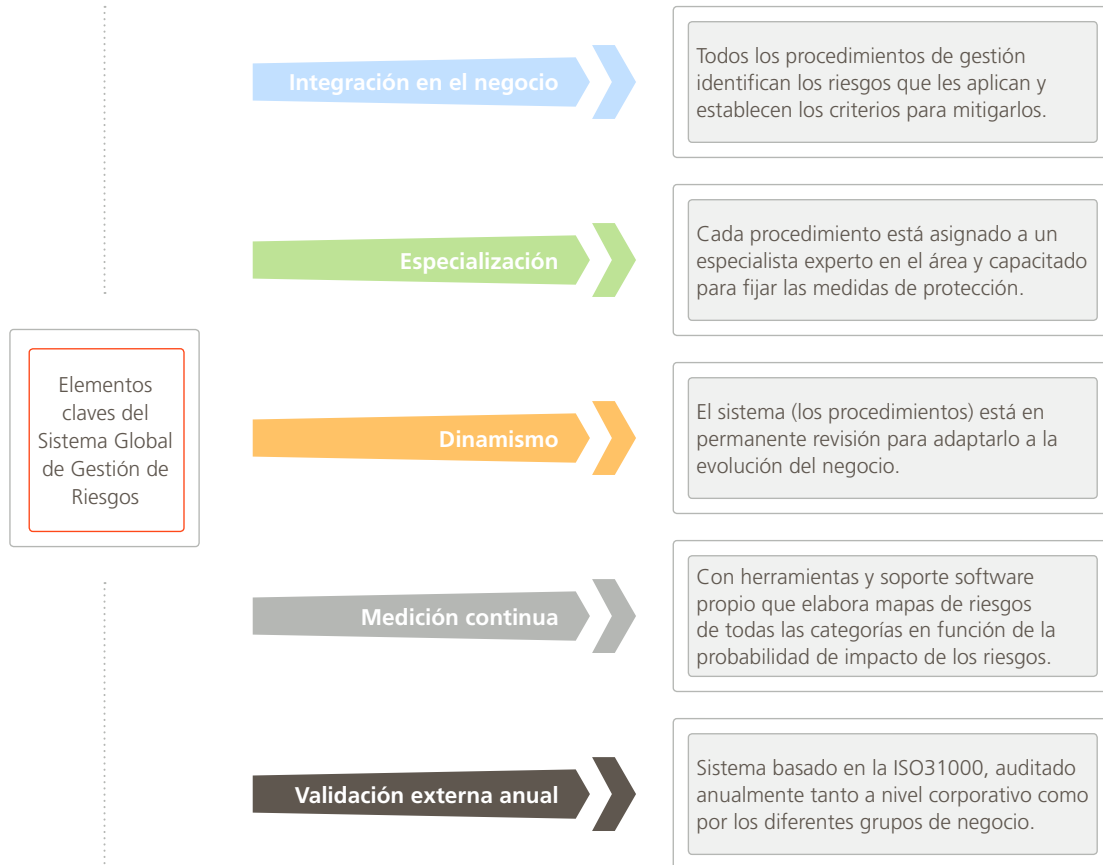 Elementos
claves del
Sistema Global
de Gestión de
Riesgos
Integración en el negocio
Todos los procedimientos de gestión
identifican los riesgos que les aplican y
establecen los criterios para mitigarlos.
Especialización
Cada procedimiento está asignado a un
especialista experto en el área y capacitado
para fijar las medidas de protección.
Dinamismo
El sistema (los procedimientos) está en
permanente revisión para adaptarlo a la
evolución del negocio.
Medición continua
Con herramientas y soporte software
propio que elabora mapas de riesgos
de todas las categorías en función de la
probabilidad de impacto de los riesgos.
Validación externa anual
Sistema basado en la ISO31000, auditado
anualmente tanto a nivel corporativo como
por los diferentes grupos de negocio.